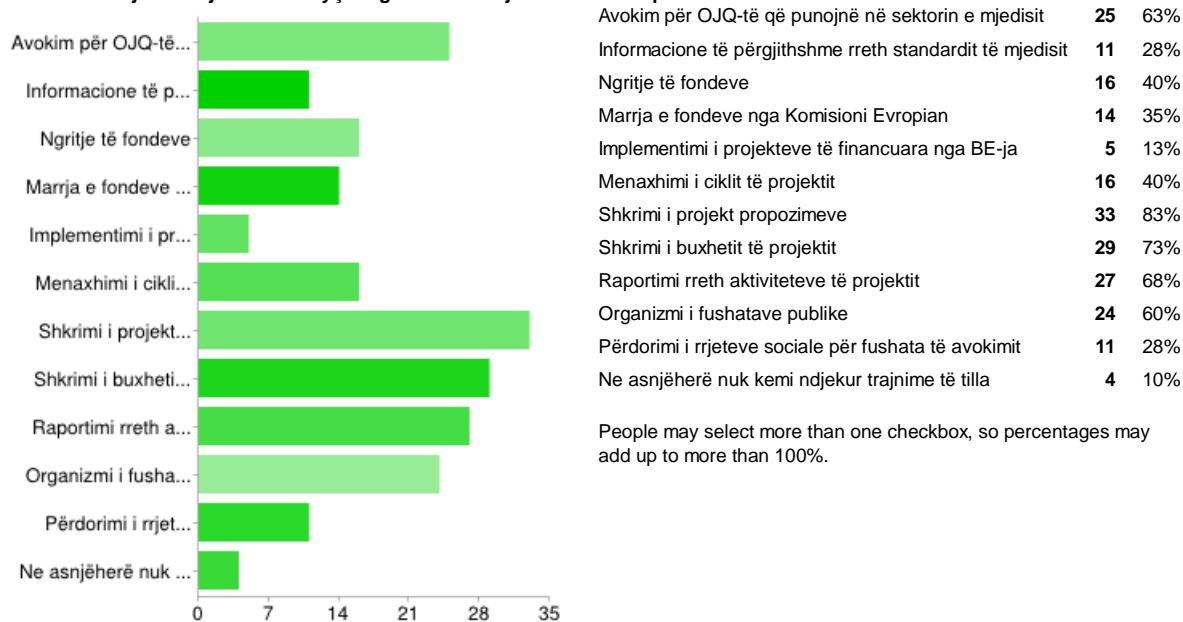 Avokim për OJQ-të...
Informacione të p...
Ngritje të fondeve
Marrja e fondeve ...
Implementimi i pr...
Menaxhimi i cikli...
Shkrimi i projekt...
Shkrimi i buxheti...
Raportimi rreth a...
Organizmi i fusha...
Përdorimi i rrjet...
Ne asnjëherë nuk ...
0 7 14 21 28 35
Avokim për OJQ-të që punojnë në sektorin e mjedisit 25 63%
Informacione të përgjithshme rreth standardit të mjedisit 11 28%
Ngritje të fondeve 16 40%
Marrja e fondeve nga Komisioni Evropian 14 35%
Implementimi i projekteve të financuara nga BE-ja 5 13%
Menaxhimi i ciklit të projektit 16 40%
Shkrimi i projekt propozimeve 33 83%
Shkrimi i buxhetit të projektit 29 73%
Raportimi rreth aktiviteteve të projektit 27 68%
Organizmi i fushatave publike 24 60%
Përdorimi i rrjeteve sociale për fushata të avokimit 11 28%
Ne asnjëherë nuk kemi ndjekur trajnime të tilla 4 10%
People may select more than one checkbox, so percentages may
add up to more than 100%.